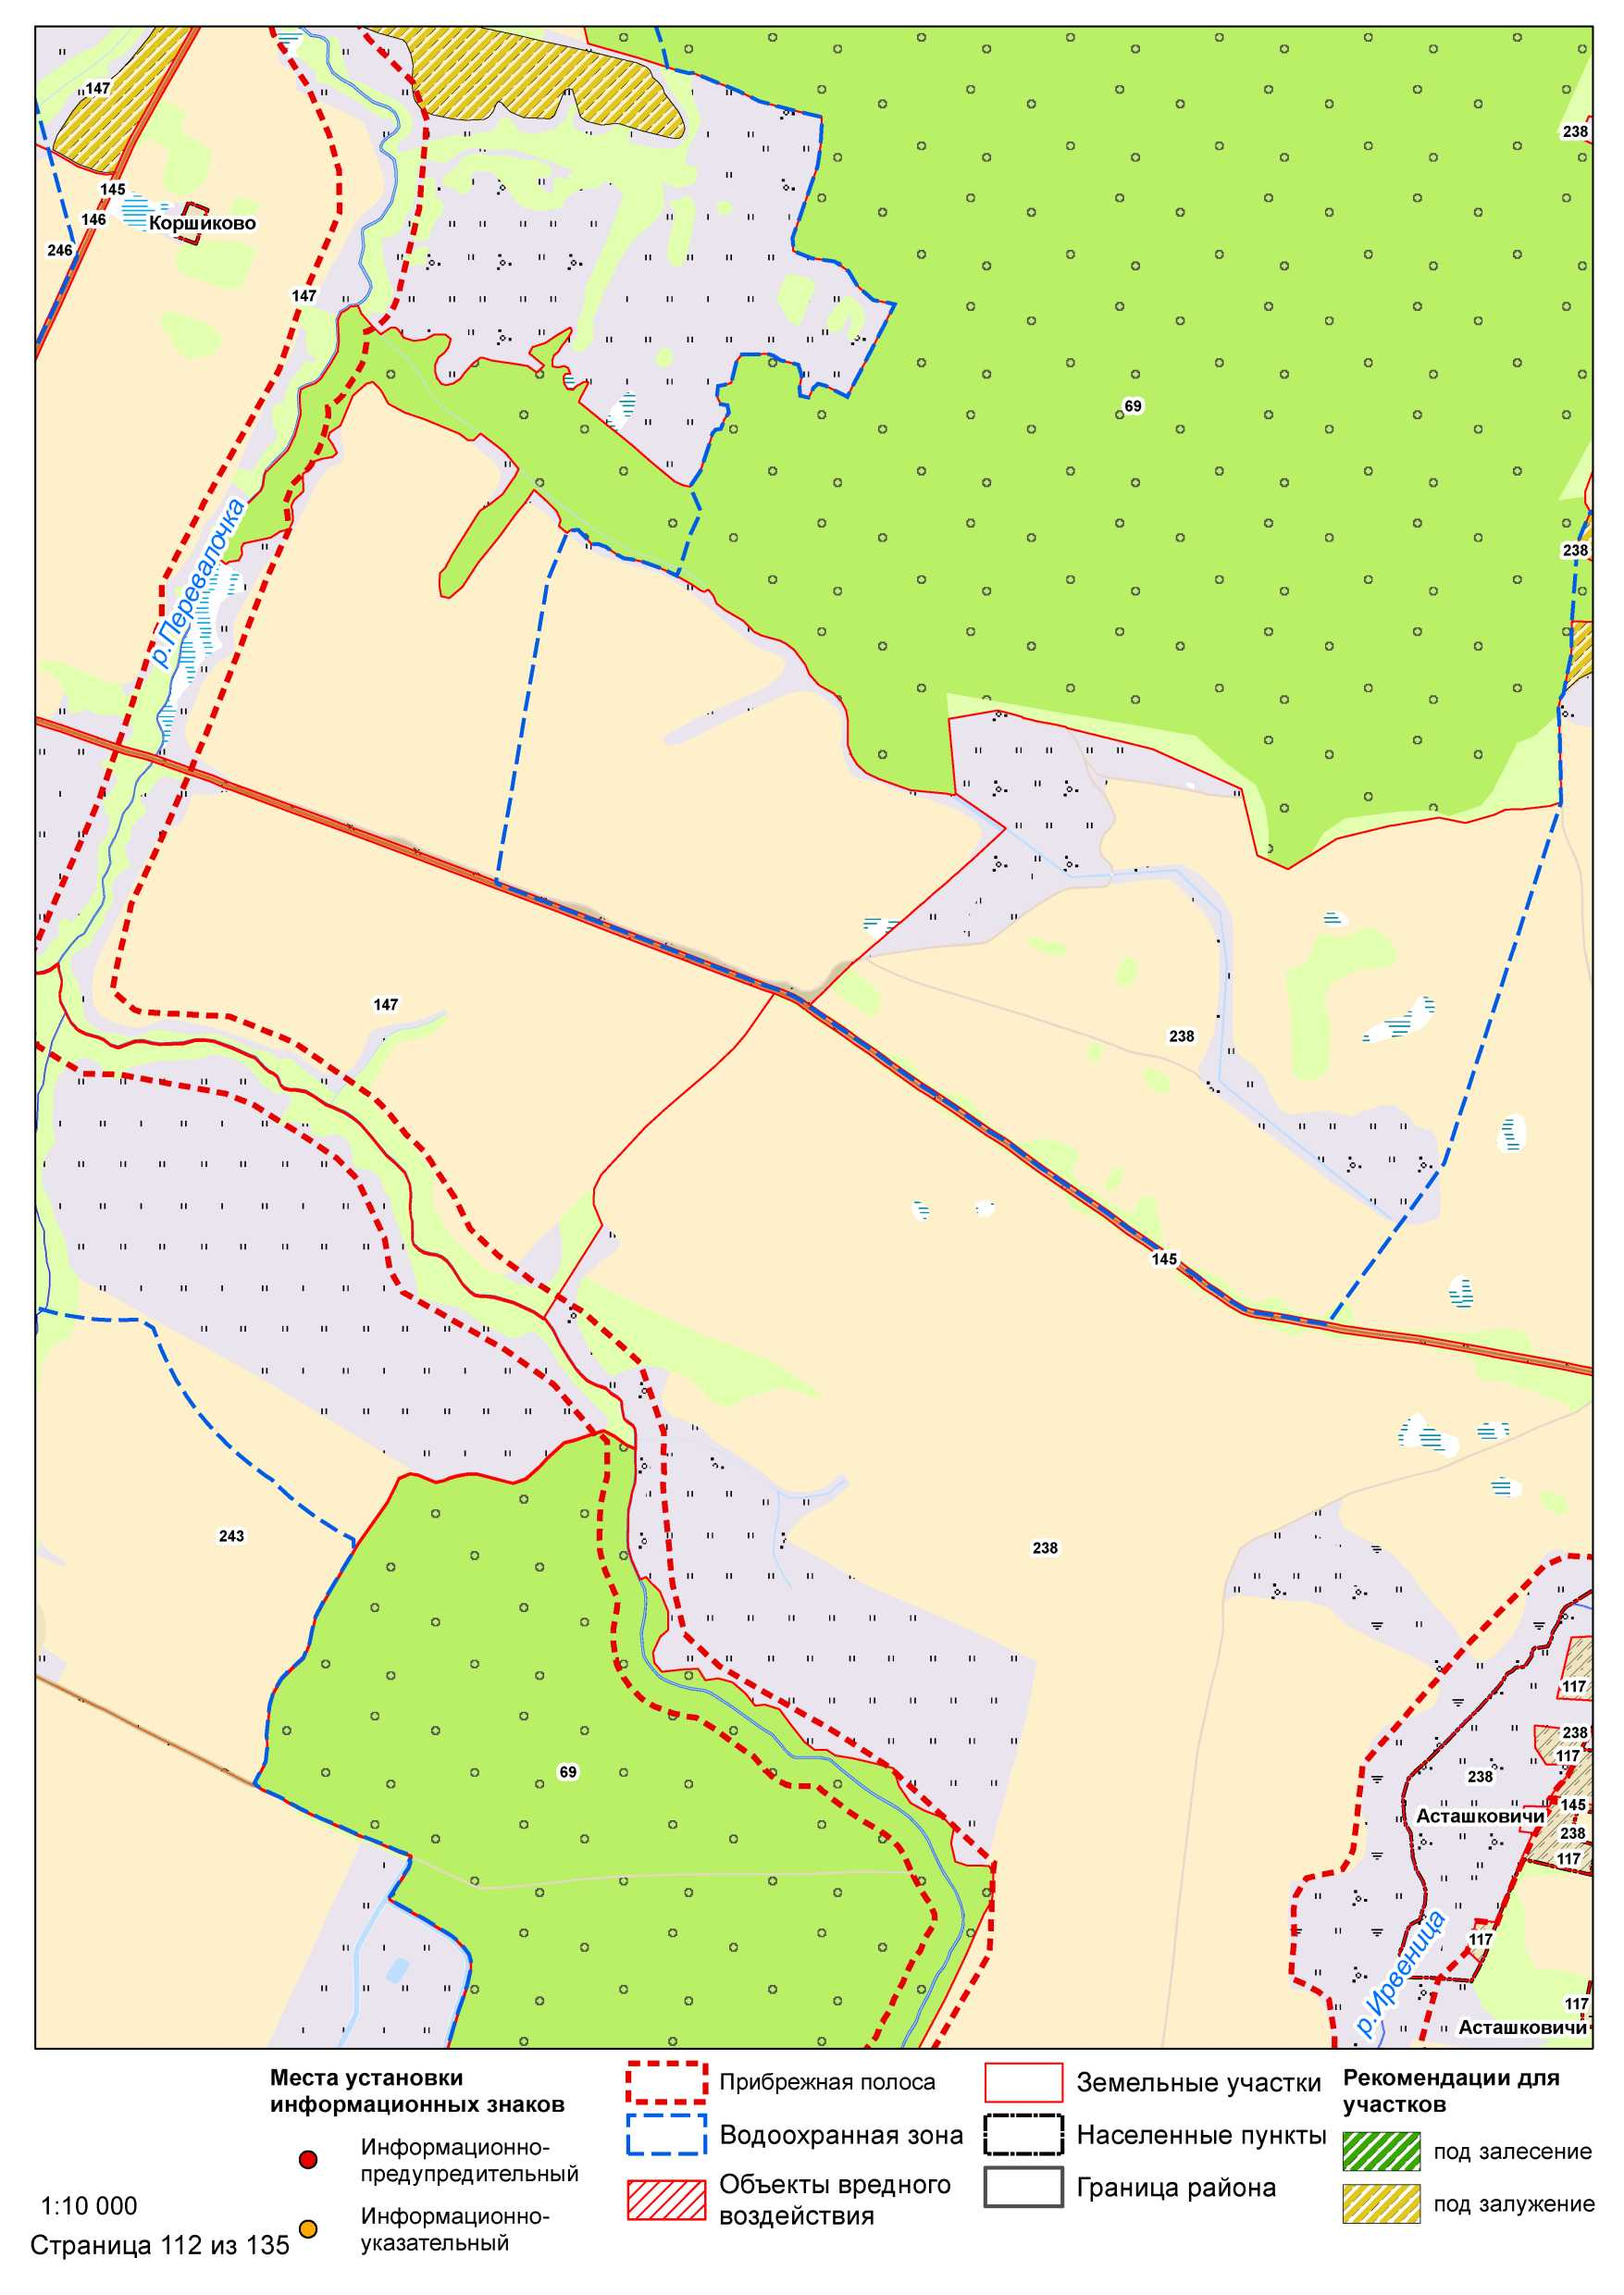 147
238
145
146
Коршиково
246
147
69
р.Перевалочка
238
147
238
145
243
238
117
238
117
69
238
145
Асташковичи
238
117
р.Ирвеница
117
117
Асташковичи
Места установки
информационных знаков
Информационно-
предупредительный
Информационно-
указательный
1:10 000
Страница 112 из 135
Прибрежная полоса
Водоохранная зона
Объекты вредного
воздействия
Земельные участки
Населенные пункты
Граница района
Рекомендации для
участков
под залесение
под залужение